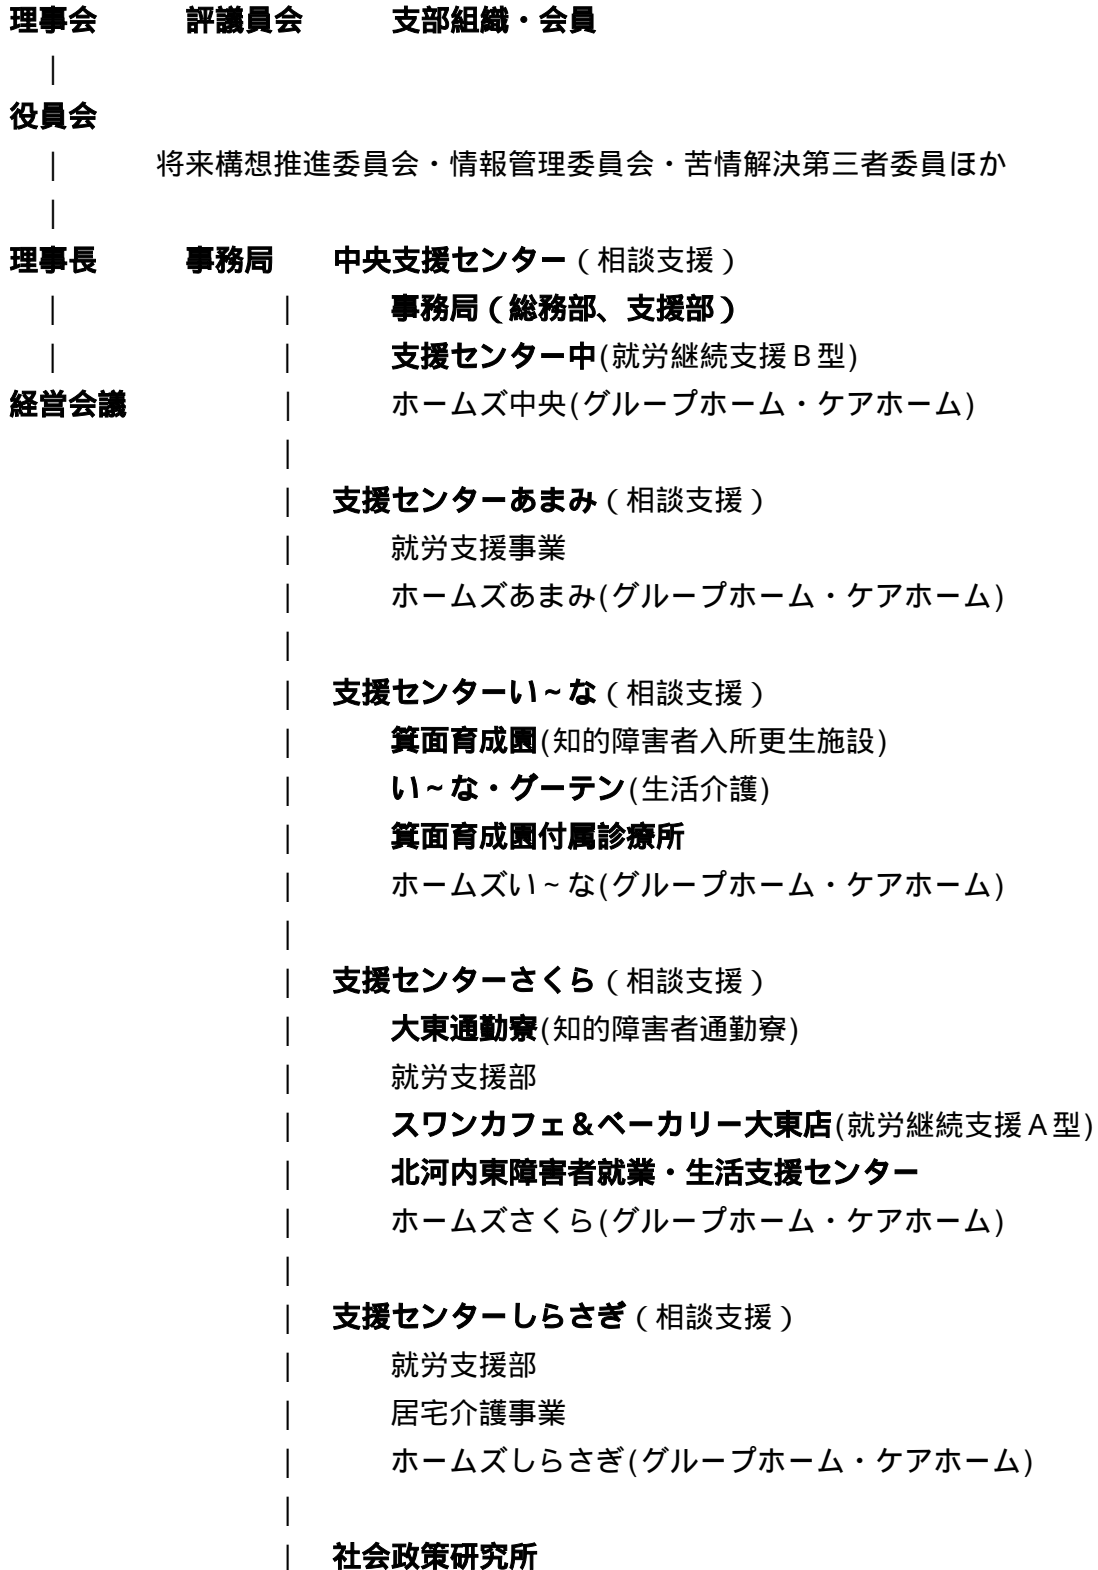 理事会　評議員会　支部組織・会員
｜
役員会
｜　将来構想推進委員会・情報管理委員会・苦情解決第三者委員ほか
｜
理事長　事務局　中央支援センター（相談支援）
｜　｜　事務局（総務部、支援部）
｜　｜　支援センター中(就労継続支援Ｂ型)
経営会議　｜　ホームズ中央(グループホーム・ケアホーム)
｜
｜　支援センターあまみ（相談支援）
｜　就労支援事業
｜　ホームズあまみ(グループホーム・ケアホーム)
｜
｜　支援センターい～な（相談支援）
｜　箕面育成園(知的障害者入所更生施設)
｜　い～な・グーテン(生活介護)
｜　箕面育成園付属診療所
｜　ホームズい～な(グループホーム・ケアホーム)
｜
｜　支援センターさくら（相談支援）
｜　大東通勤寮(知的障害者通勤寮)
｜　就労支援部
｜　スワンカフェ＆ベーカリー大東店(就労継続支援Ａ型)
｜　北河内東障害者就業・生活支援センター
｜　ホームズさくら(グループホーム・ケアホーム)
｜
｜　支援センターしらさぎ（相談支援）
｜　就労支援部
｜　居宅介護事業
｜　ホームズしらさぎ(グループホーム・ケアホーム)
｜
｜　社会政策研究所